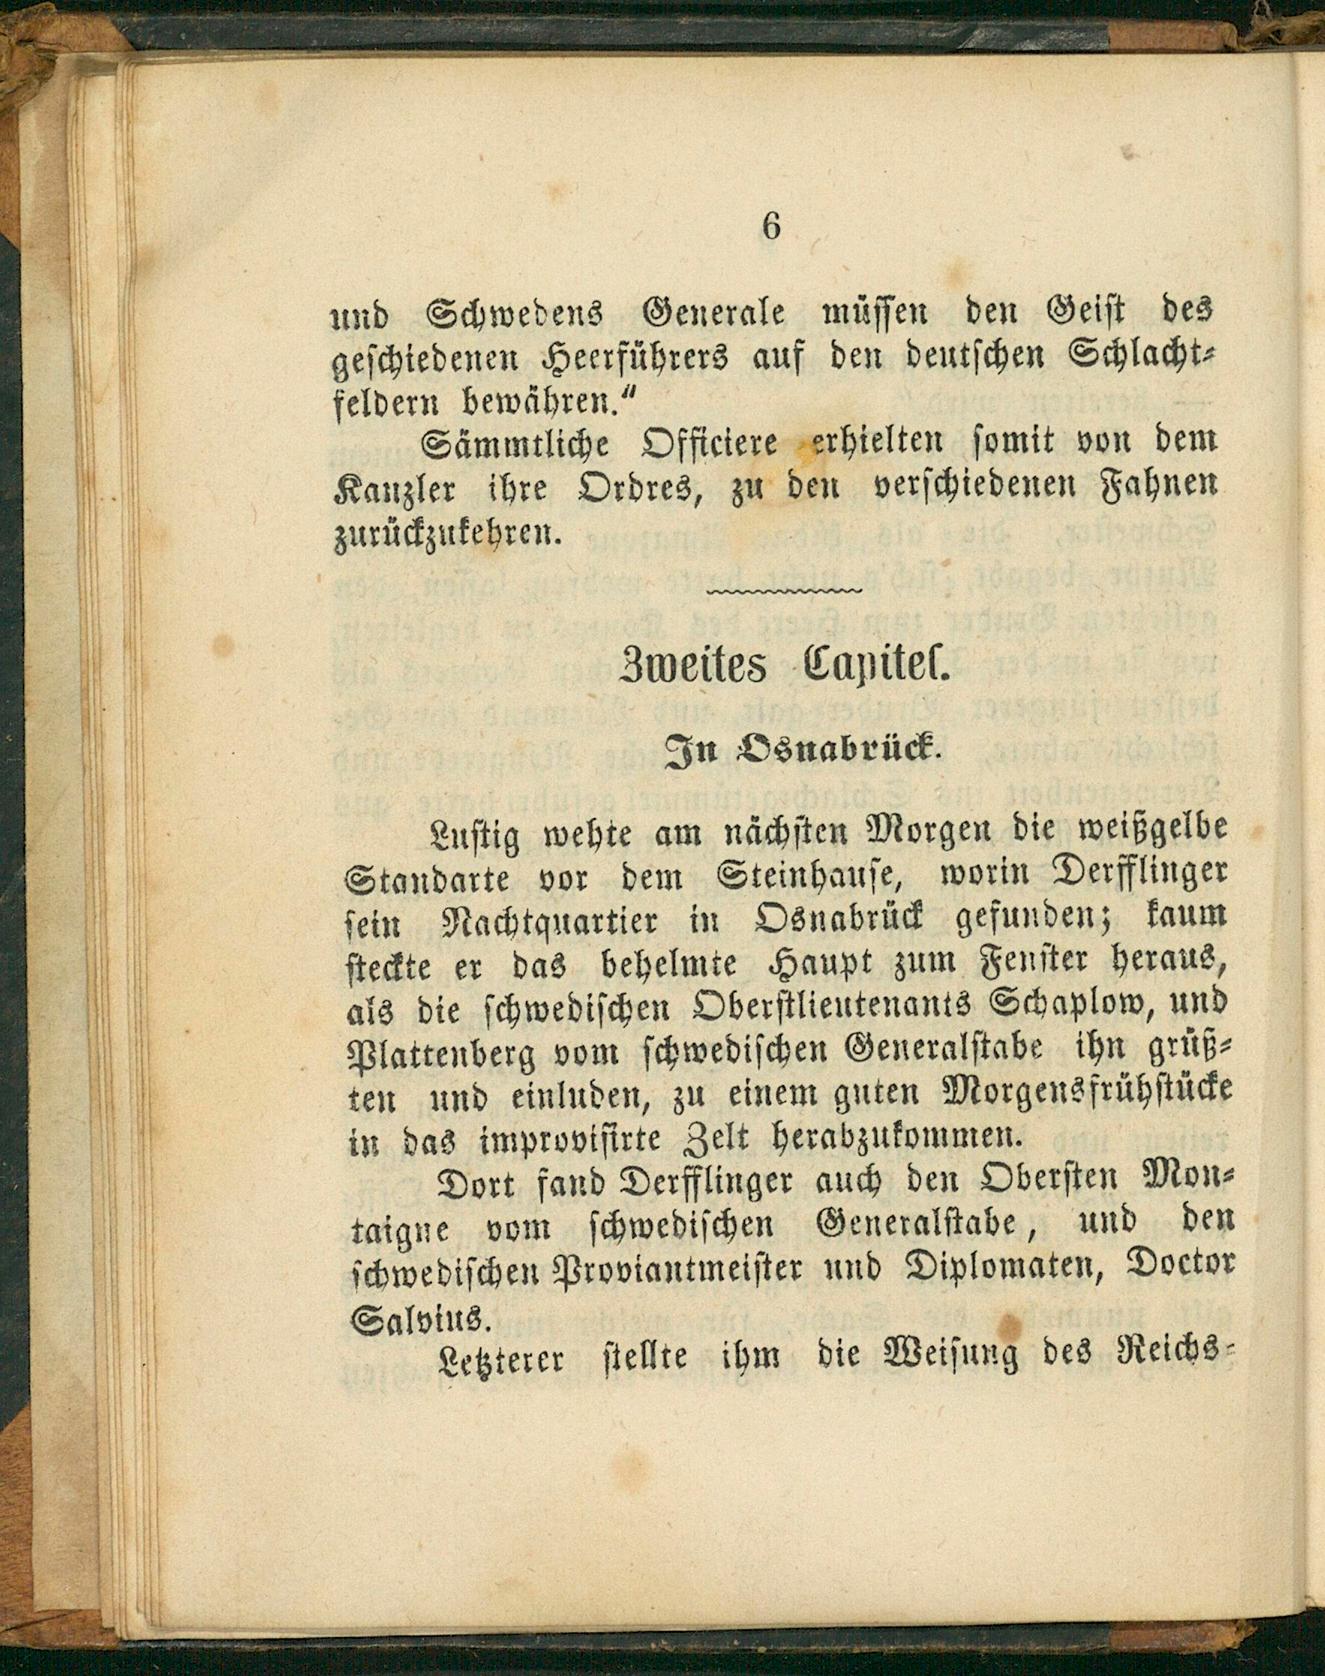 6
und Schwedens Generale müssen den Geist des
geschiedenen Heerführers auf den deutschen Schlacht-
feldern bewähren.“
Sämmtliche Officiere erhielten somit von dem
Kanzler ihre Ordres, zu den verschiedenen Fahnen
zurückzukehren.
Zweites Capitel.
In Osnabrück.
Lustig wehte am nächsten Morgen die weißgelbe
Standarte vor dem Steinhause, worin Derfflinger
sein Nachtquartier in Osnabrück gefunden; kaum
steckte er das behelmte Haupt zum Fenster heraus,
als die schwedischen Oberstlieutenants Schaplow, und
Plattenberg vom schwedischen Generalstabe ihn grüß-
ten und einluden, zu einem guten Morgensfrühstücke
in das improvisirte Zelt herabzukommen.
Dort fand Derfflinger auch den Obersten Mon-
taigne vom schwedischen Generalstabe, und den
schwedischen Proviantmeister und Diplomaten, Doctor
Salvius.
Letzterer stellte ihm die Weisung des Reichs-